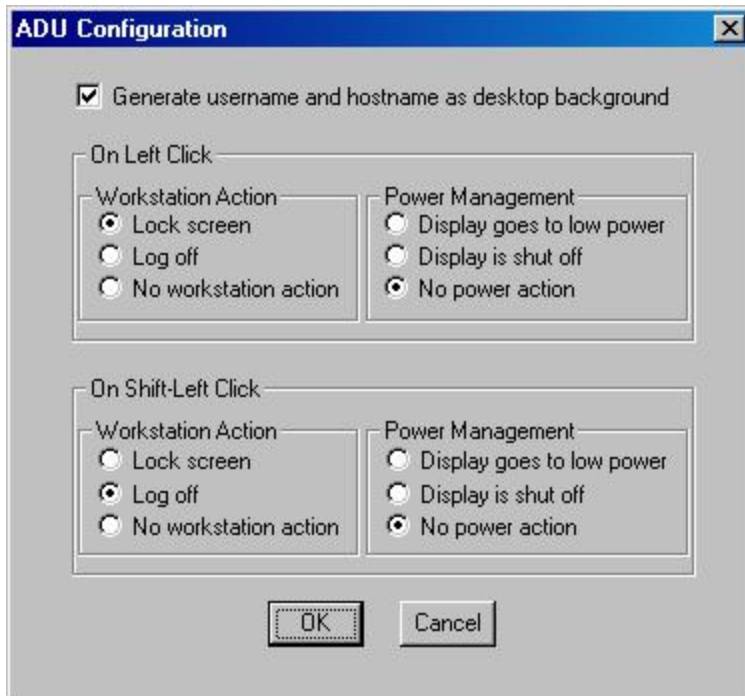 ADU Configuration
Generate username and hostname as desktop background
On Left Click
Workstation Action
Lock screen
Log off
No workstation action
Power Management
Display goes to low power
Display is shut off
No power action
On Shift-Left Click
Workstation Action
Lock screen
Log off
No workstation action
Power Management
Display goes to low power
Display is shut off
No power action
OK
Cancel